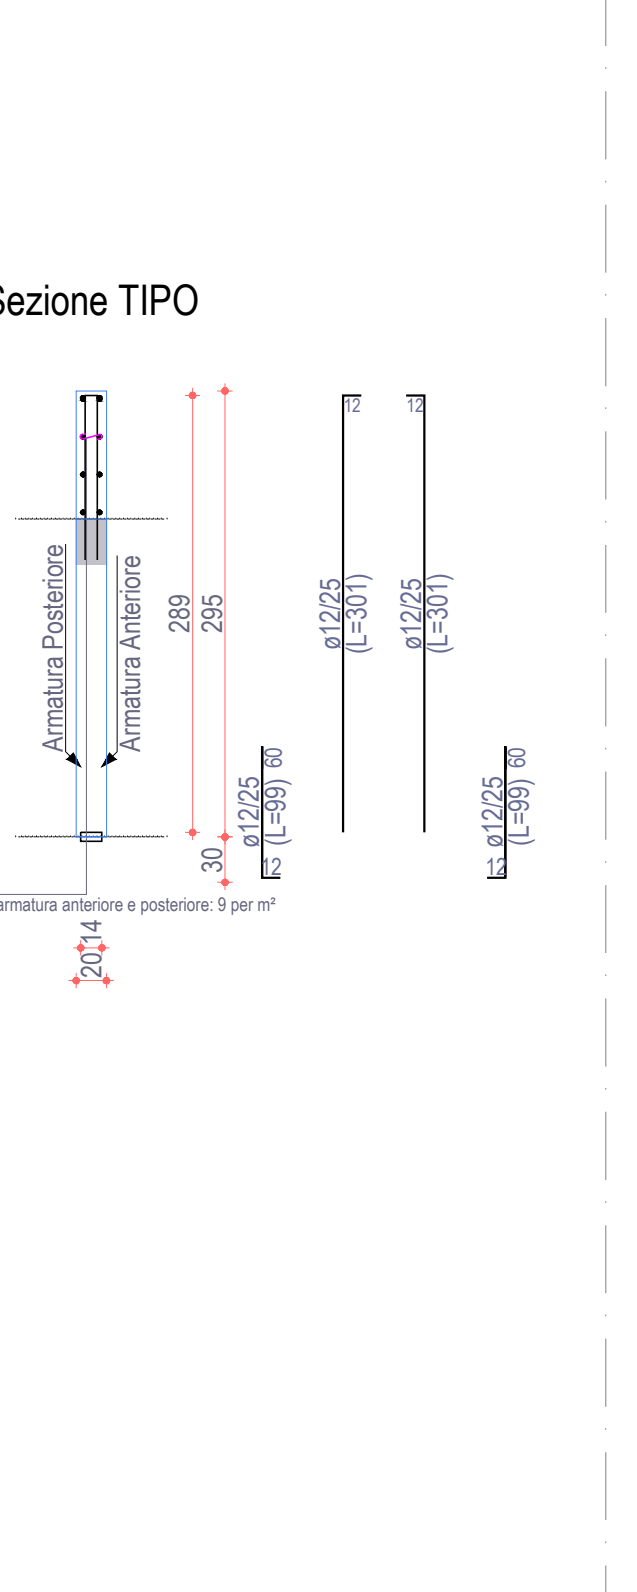 Sezione TIPO
12
12
Armatura Posteriore
Armatura Anteriore
289
295
ø12/25
(L=301)
ø12/25
(L=301)
ø12/25
(L=99)
60
12
ø12/25
(L=99)
60
12
30
armatura anteriore e posteriore: 9 per m²
14
20